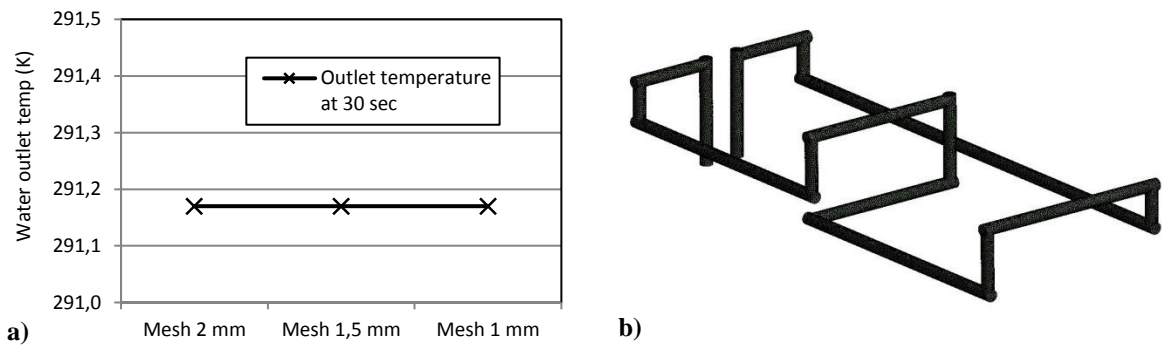 291,5
291,4
291,3
291,2
291,1
291,0
Water outlet temp (K)
Outlet temperature
at 30 sec
Mesh 2 mm
Mesh 1,5 mm
Mesh 1 mm
a)
b)